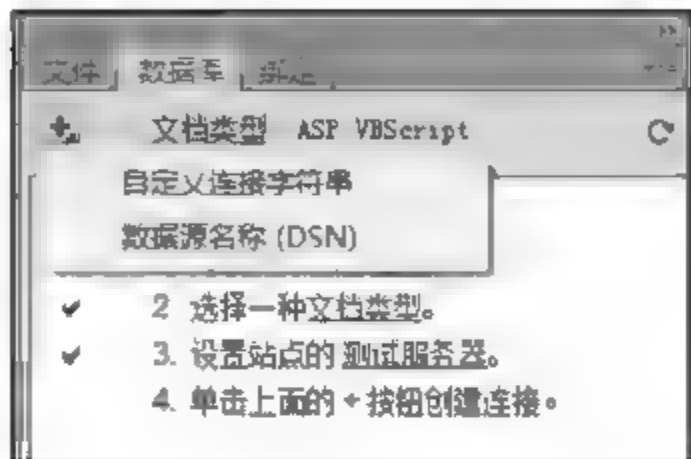 文件 数据库 绑定
文档类型 ASP VBScript
自定义连接字符串
数据源名称 (DSN)
2 选择一种文档类型。
3. 设置站点的 测试服务器。
4. 单击上面的 + 按钮创建连接。